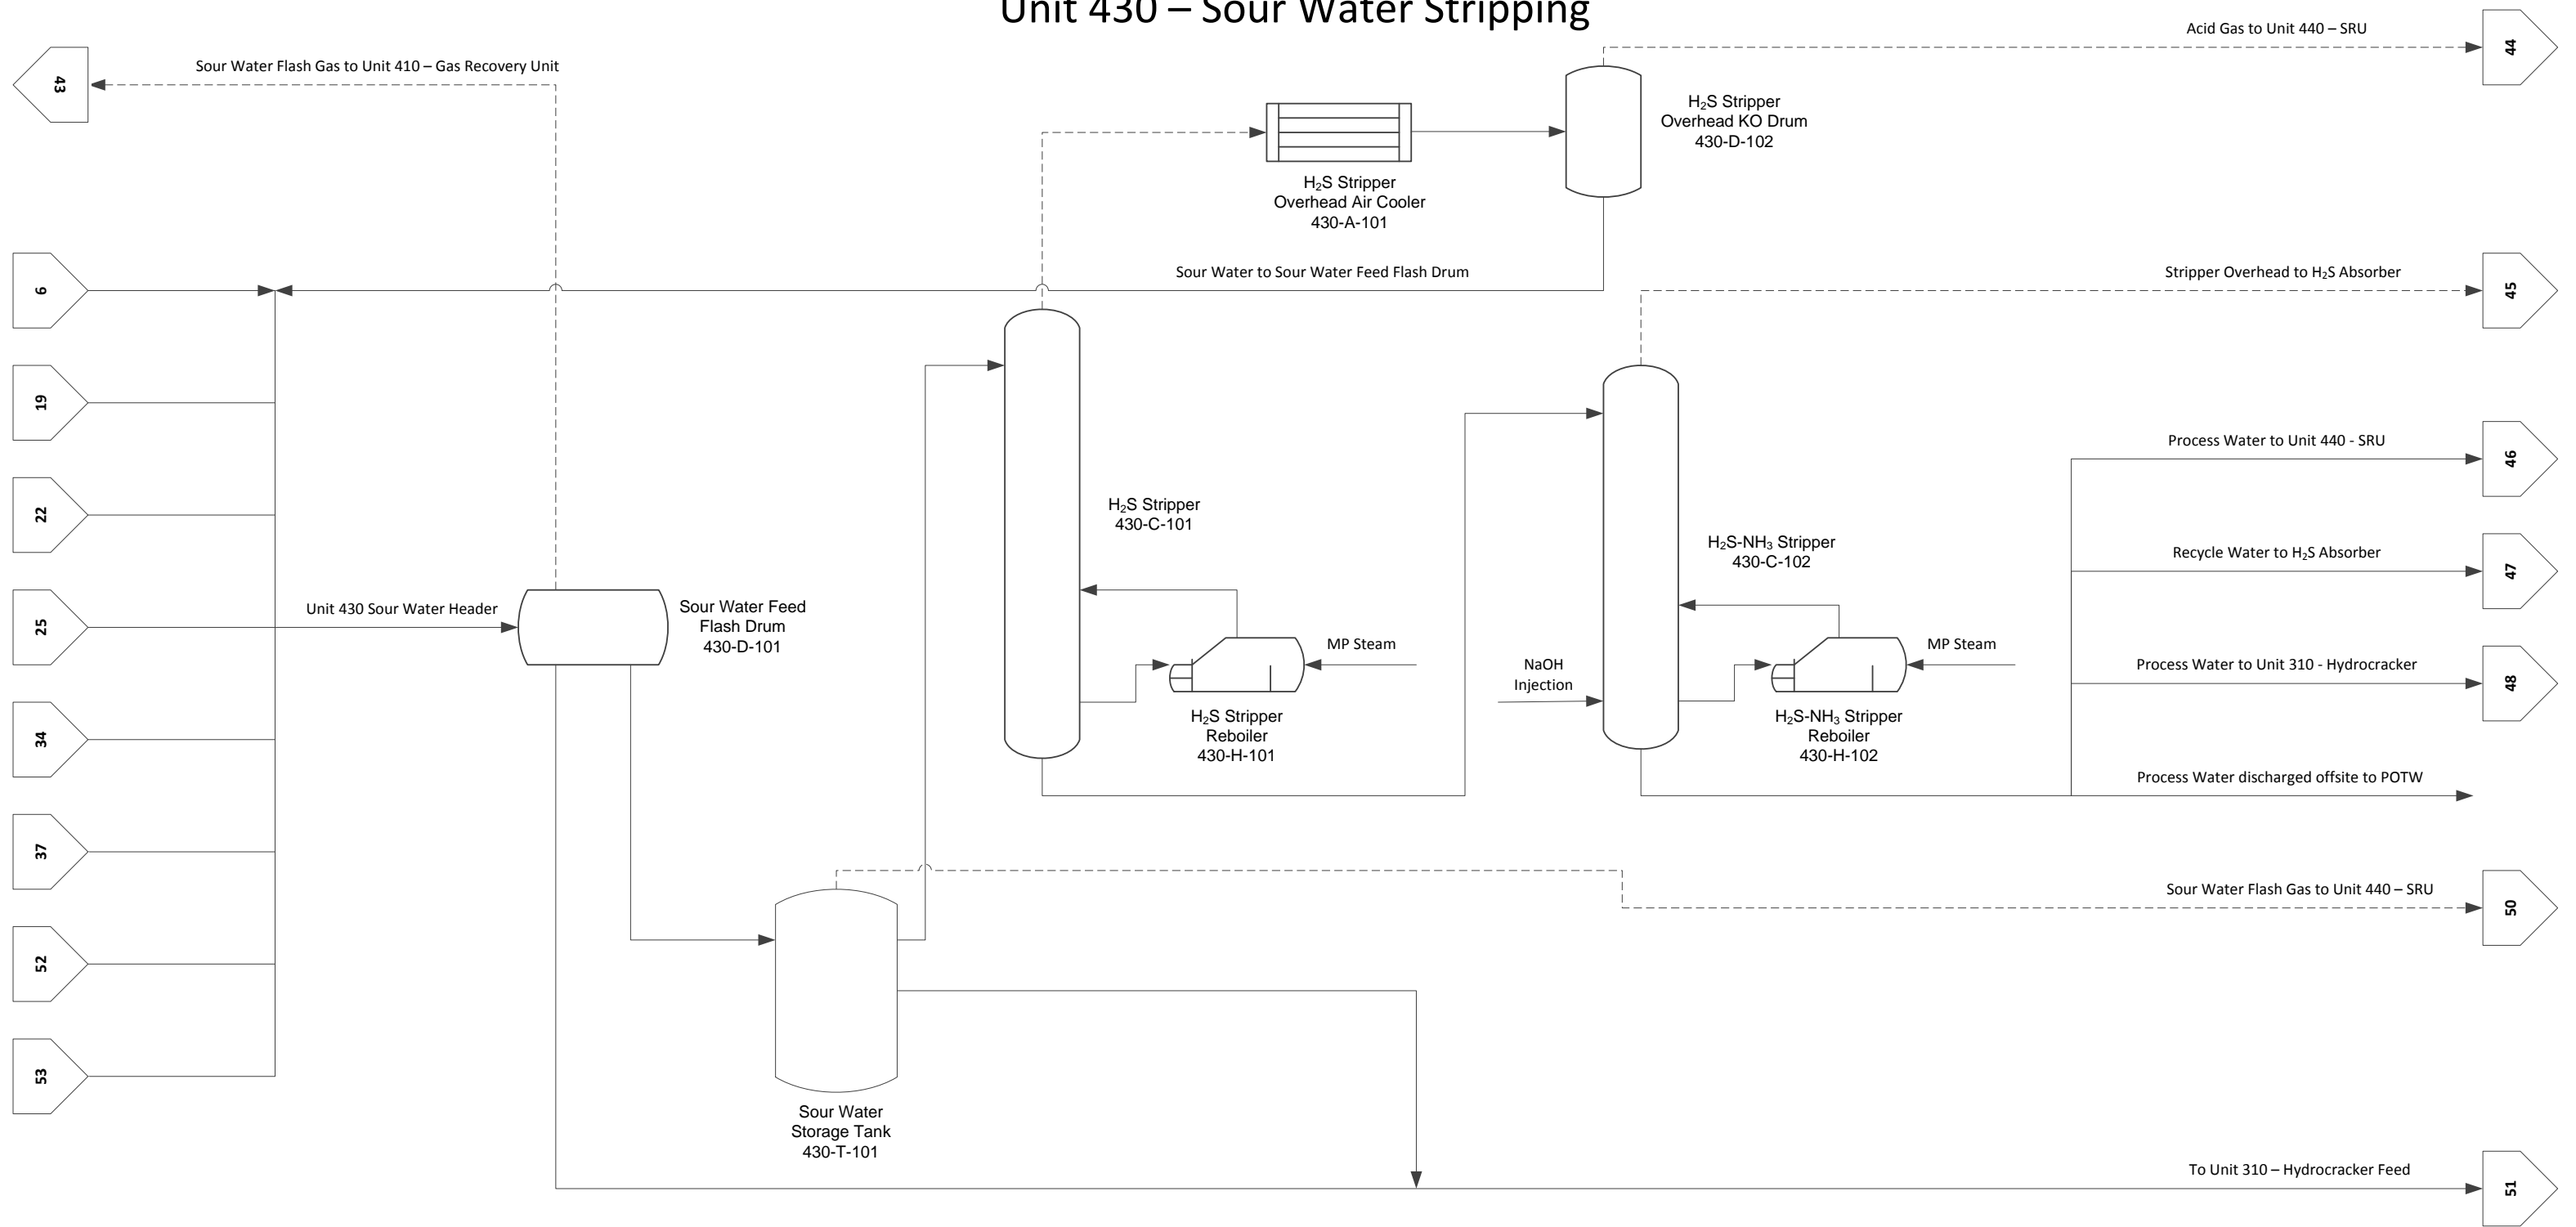 Unit 430 – Sour Water Stripping
Acid Gas to Unit 440 – SRU
44
Sour Water Flash Gas to Unit 410 – Gas Recovery Unit
43
H₂S Stripper
Overhead KO Drum
430-D-102
H₂S Stripper
Overhead Air Cooler
430-A-101
6
Sour Water to Sour Water Feed Flash Drum
Stripper Overhead to H₂S Absorber
45
19
Process Water to Unit 440 - SRU
46
22
H₂S Stripper
430-C-101
H₂S-NH₃ Stripper
430-C-102
Recycle Water to H₂S Absorber
47
25
Unit 430 Sour Water Header
Sour Water Feed
Flash Drum
430-D-101
MP Steam
MP Steam
NaOH
Injection
Process Water to Unit 310 - Hydrocracker
48
H₂S Stripper
Reboiler
430-H-101
H₂S-NH₃ Stripper
Reboiler
430-H-102
34
Process Water discharged offsite to POTW
37
Sour Water Flash Gas to Unit 440 – SRU
50
52
53
Sour Water
Storage Tank
430-T-101
To Unit 310 – Hydrocracker Feed
51